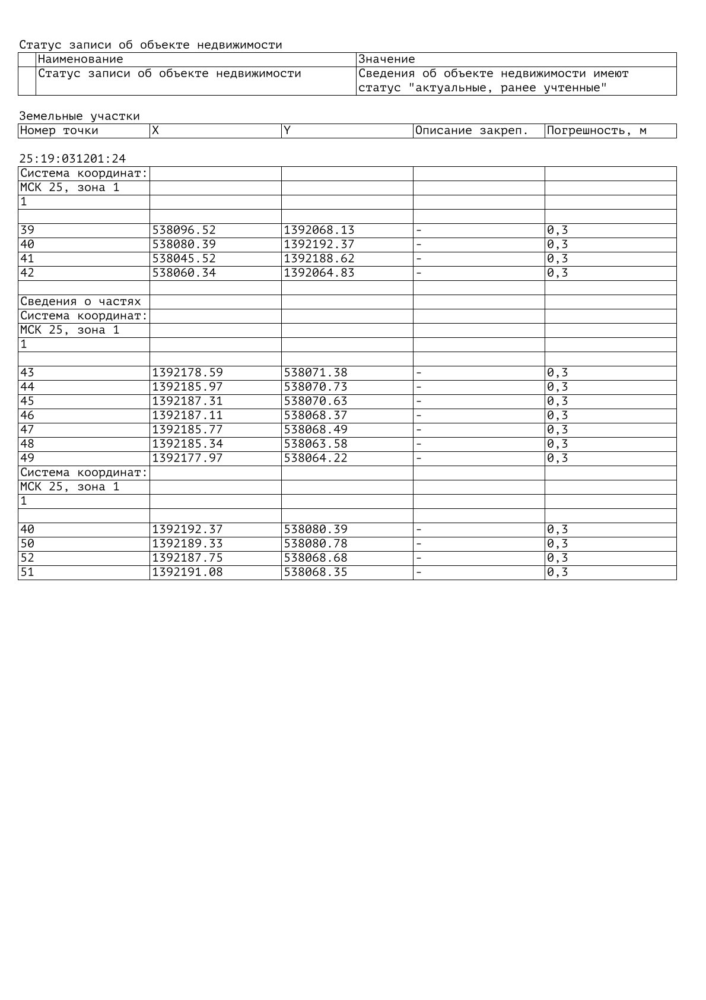 Статус записи об объекте недвижимости
Наименование Значение
Статус записи об объекте недвижимости Сведения об объекте недвижимости имеют
статус "актуальные, ранее учтенные"
Земельные участки
Номер точки X Y Описание закреп. Погрешность, м
25:19:031201:24
Система координат:
МСК 25, зона 1
1
39 538096.52 1392068.13 - 0,3
40 538080.39 1392192.37 - 0,3
41 538045.52 1392188.62 - 0,3
42 538060.34 1392064.83 - 0,3
Сведения о частях
Система координат:
МСК 25, зона 1
1
43 1392178.59 538071.38 - 0,3
44 1392185.97 538070.73 - 0,3
45 1392187.31 538070.63 - 0,3
46 1392187.11 538068.37 - 0,3
47 1392185.77 538068.49 - 0,3
48 1392185.34 538063.58 - 0,3
49 1392177.97 538064.22 - 0,3
Система координат:
МСК 25, зона 1
1
40 1392192.37 538080.39 - 0,3
50 1392189.33 538080.78 - 0,3
52 1392187.75 538068.68 - 0,3
51 1392191.08 538068.35 - 0,3